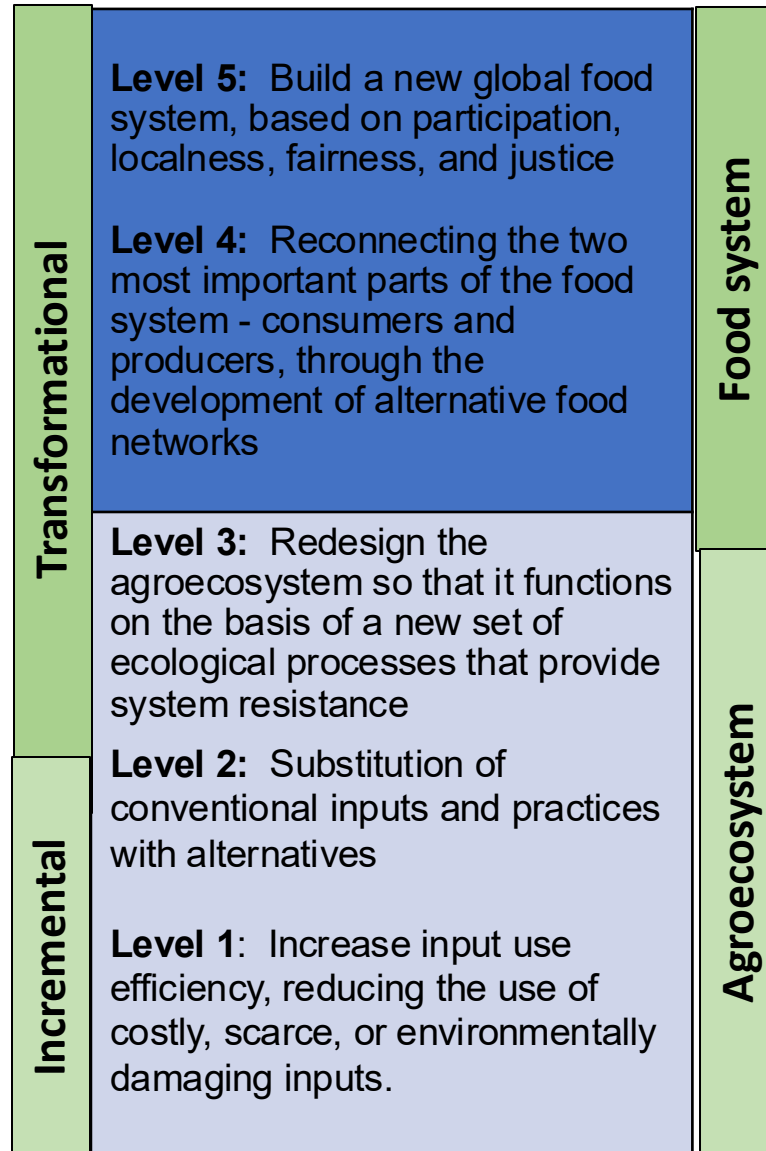 Transformational
Incremental
Level 5: Build a new global food
system, based on participation,
localness, fairness, and justice
Level 4: Reconnecting the two
most important parts of the food
system - consumers and
producers, through the
development of alternative food
networks
Level 3: Redesign the
agroecosystem so that it functions
on the basis of a new set of
ecological processes that provide
system resistance
Level 2: Substitution of
conventional inputs and practices
with alternatives
Level 1: Increase input use
efficiency, reducing the use of
costly, scarce, or environmentally
damaging inputs.
Food system
Agroecosystem